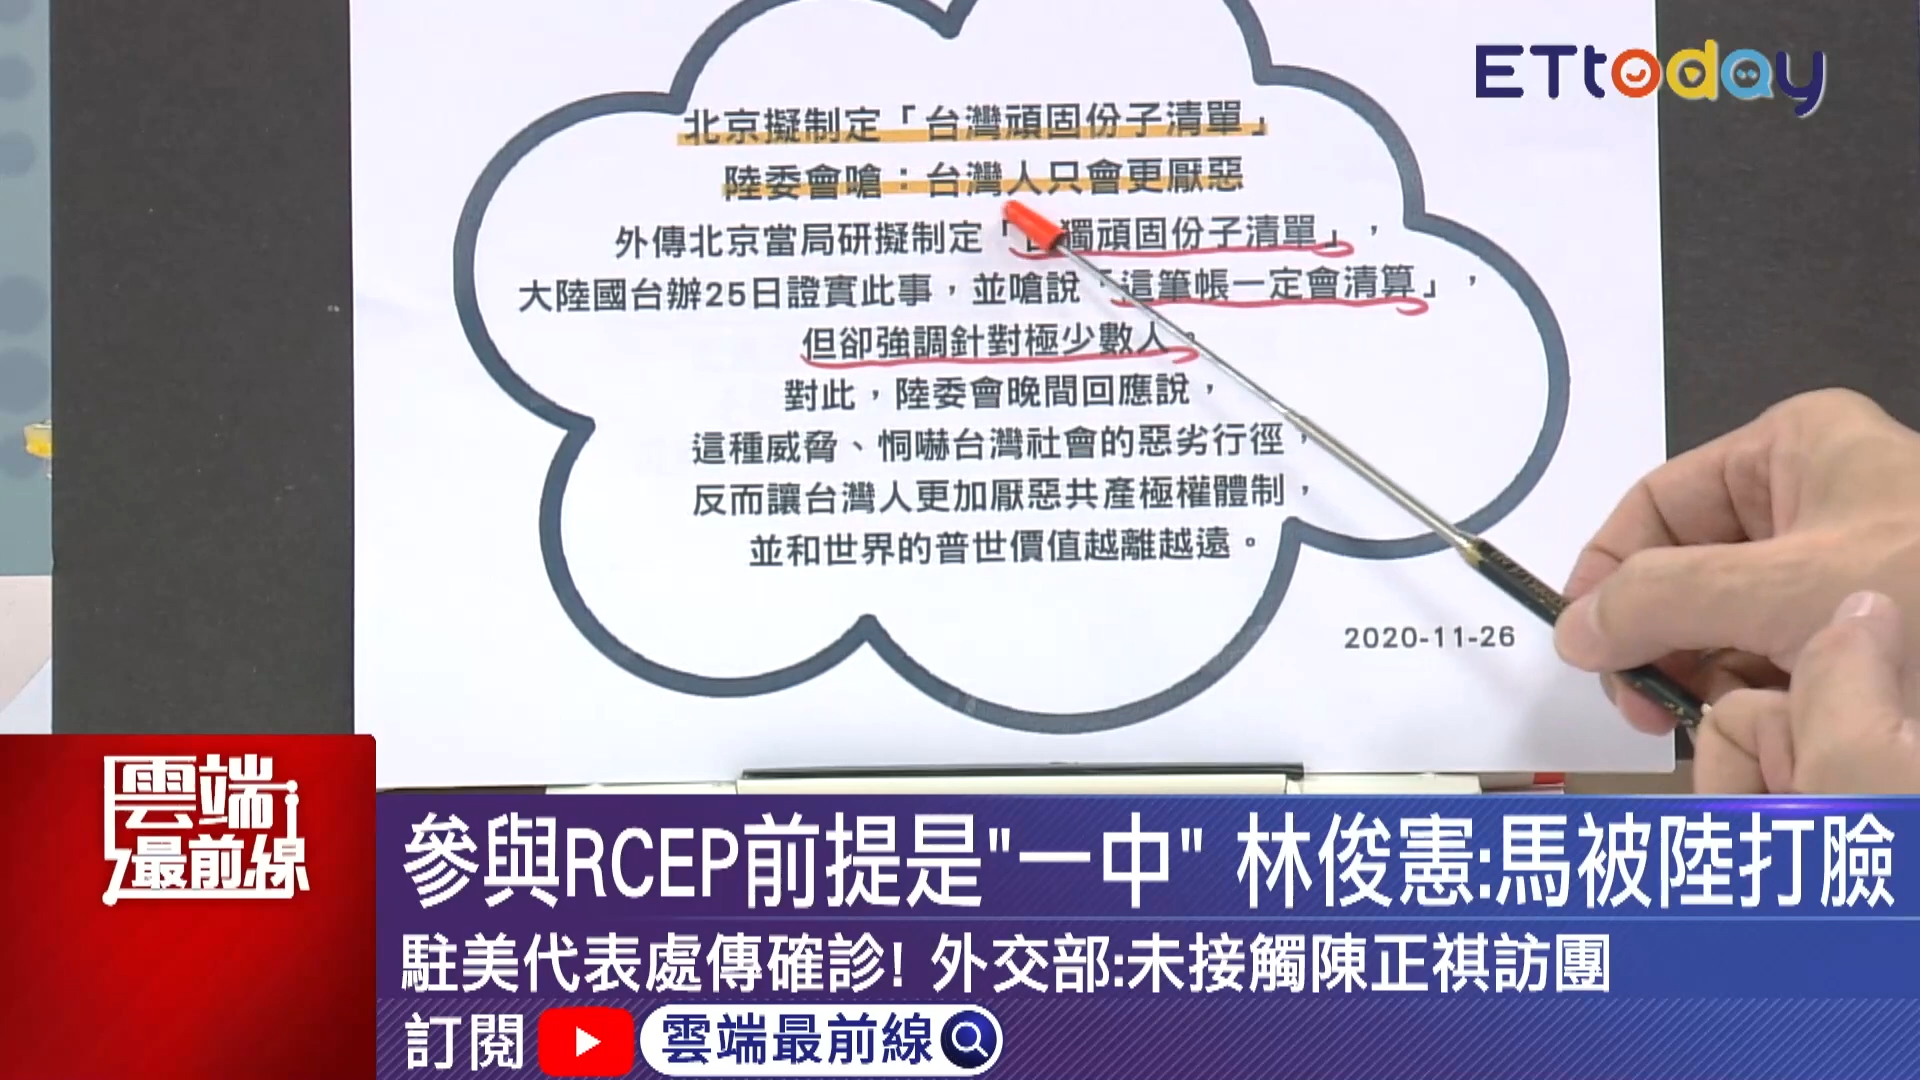 ETtoday
北京擬制定「台灣頑固份子清單」
陸委會嗆：台灣人只會更厭惡
外傳北京當局研擬制定「獨頑固份子清單」，
大陸國台辦25日證實此事，並嗆說「這筆帳一定會清算」，
但卻強調針對極少數人。
對此，陸委會晚間回應說，
這種威脅、恫嚇台灣社會的惡劣行徑，
反而讓台灣人更加厭惡共產極權體制，
並和世界的普世價值越離越遠。
2020-11-26
雲端
最前線
參與RCEP前提是"一中" 林俊憲:馬被陸打臉
駐美代表處傳確診! 外交部:未接觸陳正祺訪團
訂閱 雲端最前線